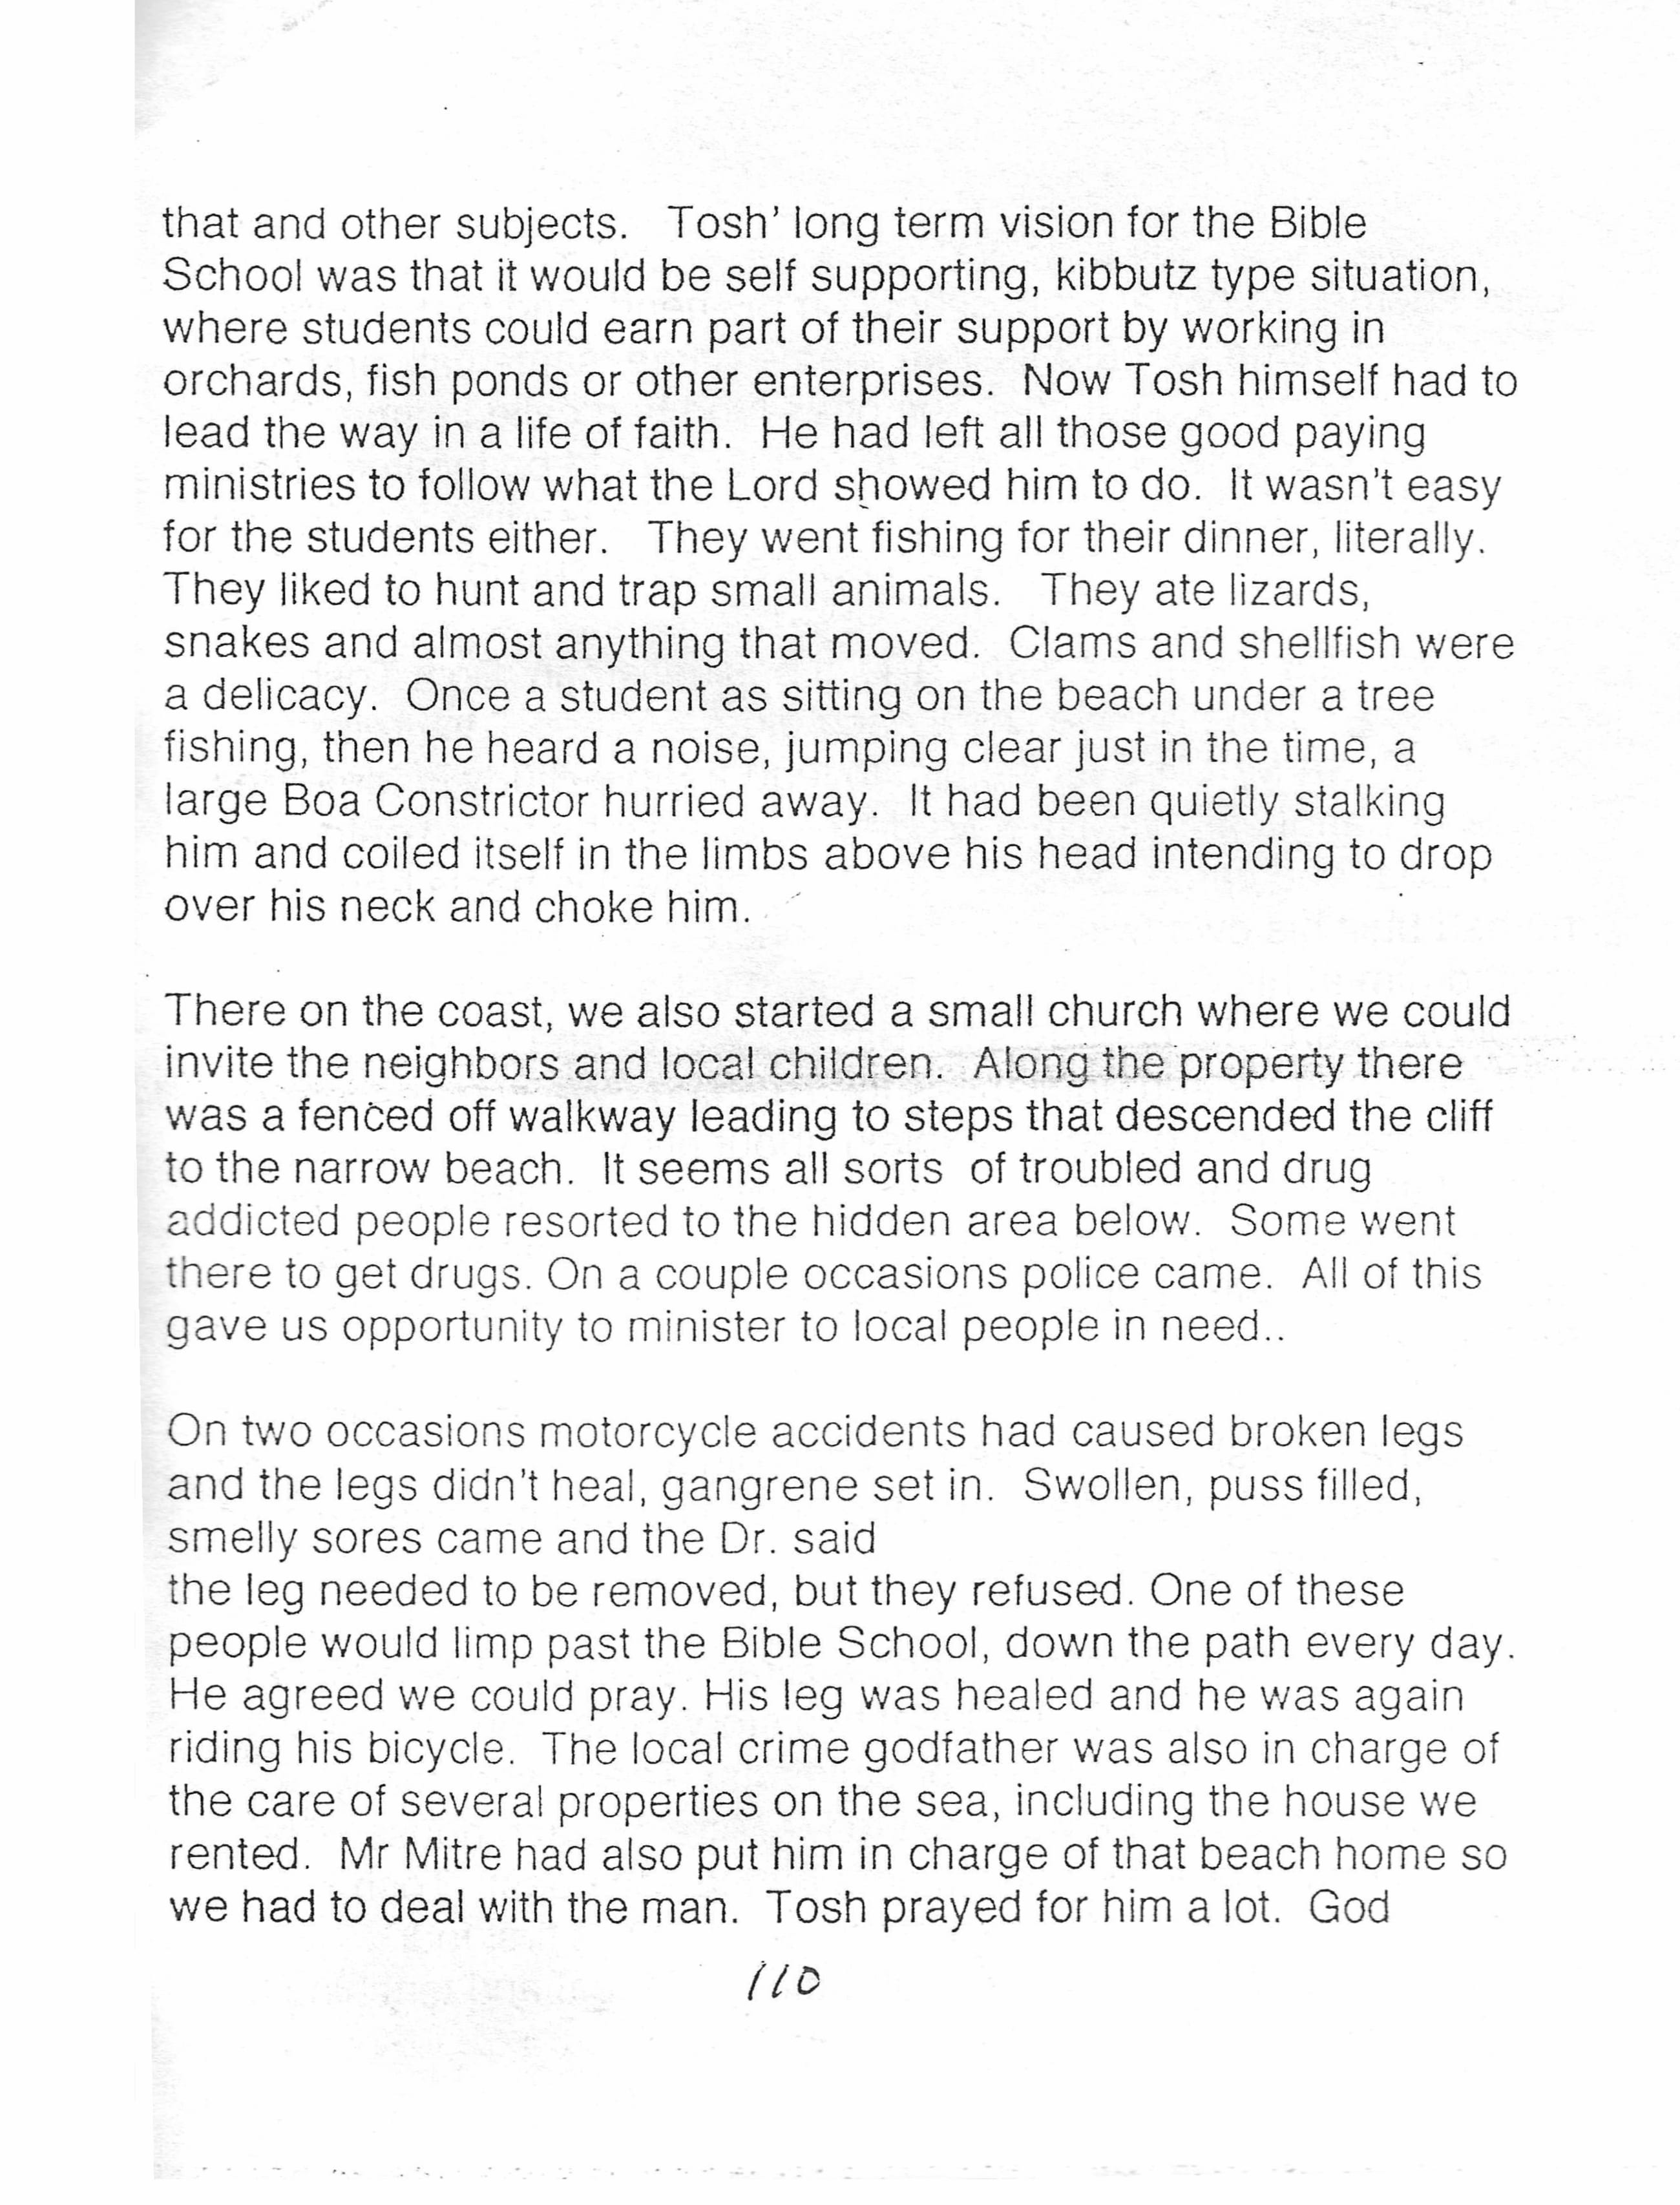 that and other subjects.   Tosh' long term vision for the Bible
School was that it would be self supporting, kibbutz type situation,
where students could earn part of their support by working in
orchards, fish ponds or other enterprises.  Now Tosh himself had to
lead the way in a life of faith.  He had left all those good paying
ministries to follow what the Lord showed him to do.  It wasn't easy
for the students either.   They went fishing for their dinner, literally.
They liked to hunt and trap small animals.   They ate lizards,
snakes and almost anything that moved.  Clams and shellfish were
a delicacy.  Once a student as sitting on the beach under a tree
fishing, then he heard a noise, jumping clear just in the time, a
large Boa Constrictor hurried away.  It had been quietly stalking
him and coiled itself in the limbs above his head intending to drop
over his neck and choke him.

There on the coast, we also started a small church where we could
invite the neighbors and local children.  Along the property there
was a fenced off walkway leading to steps that descended the cliff
to the narrow beach.  It seems all sorts  of troubled and drug
addicted people resorted to the hidden area below.  Some went
there to get drugs. On a couple occasions police came.  All of this
gave us opportunity to minister to local people in need..

On two occasions motorcycle accidents had caused broken legs
and the legs didn't heal, gangrene set in.  Swollen, puss filled,
smelly sores came and the Dr. said
the leg needed to be removed, but they refused. One of these
people would limp past the Bible School, down the path every day.
He agreed we could pray. His leg was healed and he was again
riding his bicycle.  The local crime godfather was also in charge of
the care of several properties on the sea, including the house we
rented.  Mr Mitre had also put him in charge of that beach home so
we had to deal with the man.  Tosh prayed for him a lot.  God
110